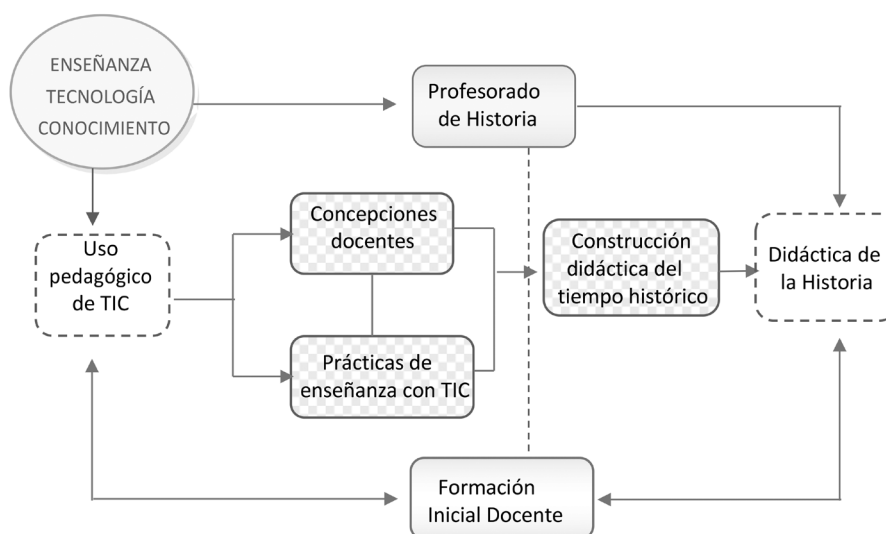 ENSEÑANZA
TECNOLOGÍA
CONOCIMIENTO
Profesorado
de Historia
Uso
pedagógico
de TIC
Concepciones
docentes
Prácticas de
enseñanza con TIC
Construcción
didáctica del
tiempo histórico
Didáctica de
la Historia
Formación
Inicial Docente